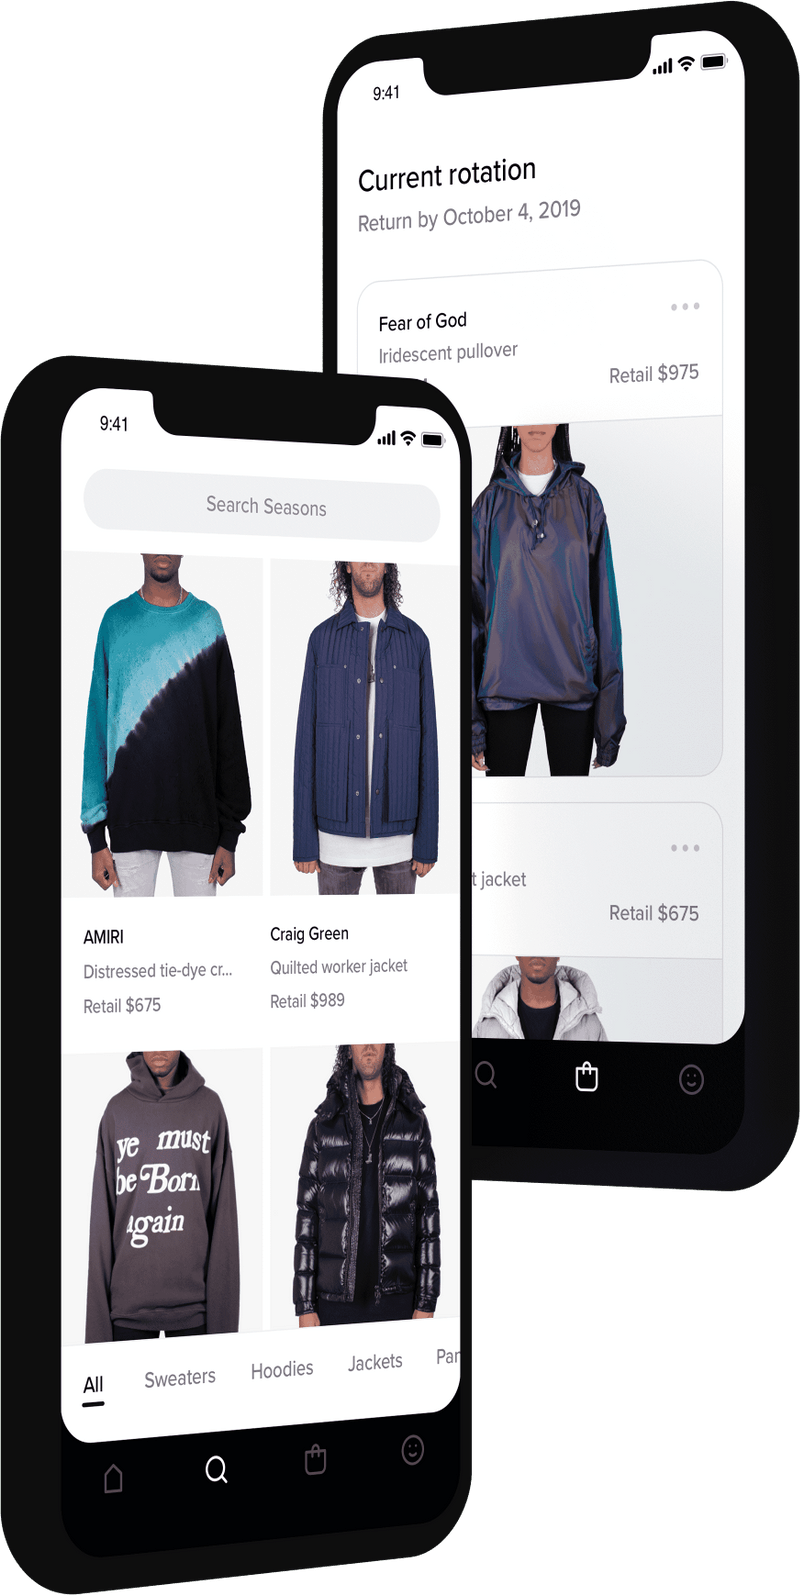 9:41
Current rotation
Return by October 4, 2019
Fear of God
Iridescent pullover
Retail $975
jacket
Retail $675
9:41
Search Seasons
AMIRI
Distressed tie-dye cr...
Retail $675
Craig Green
Quilted worker jacket
Retail $989
ye must
be Born
again
All
Sweaters
Hoodies
Jackets